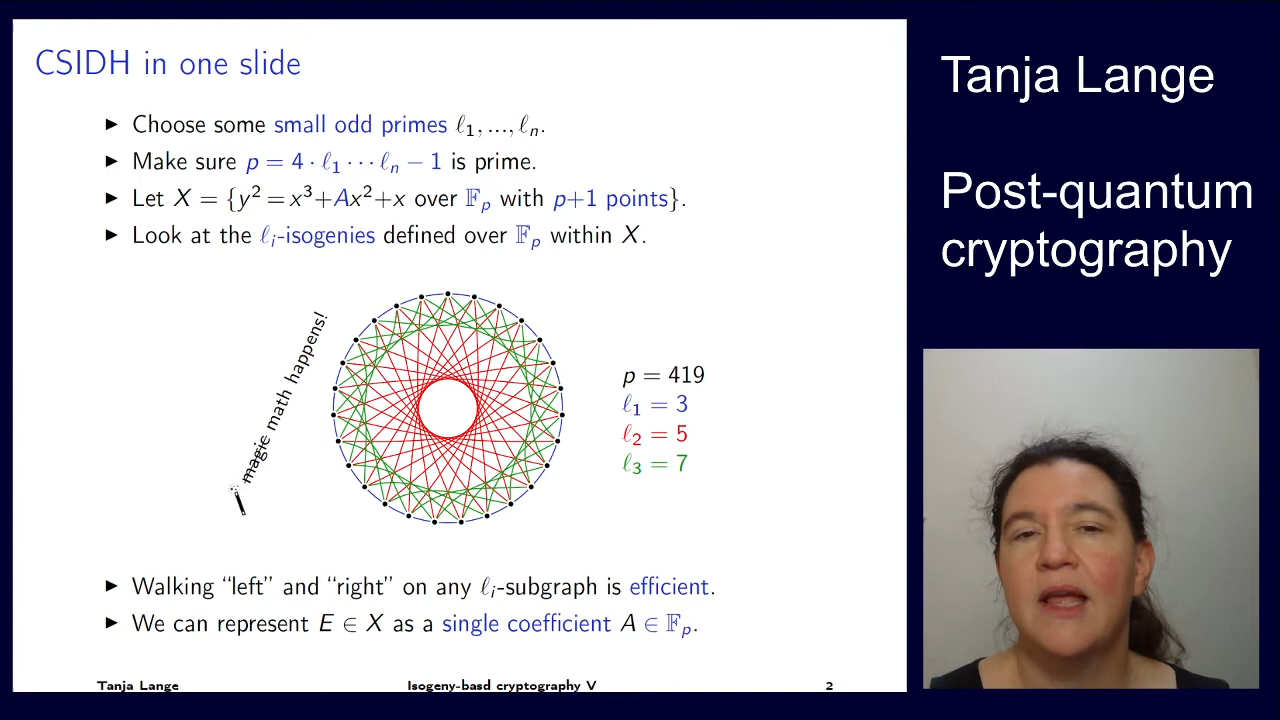 CSIDH in one slide
▶ Choose some small odd primes ℓ₁, ..., ℓₙ.
▶ Make sure p = 4 · ℓ₁ ⋯ ℓₙ − 1 is prime.
▶ Let X = {y² = x³+Ax²+x over 𝔽ₚ with p+1 points}.
▶ Look at the ℓᵢ-isogenies defined over 𝔽ₚ within X.
magic math happens!
p = 419
ℓ₁ = 3
ℓ₂ = 5
ℓ₃ = 7
▶ Walking “left” and “right” on any ℓᵢ-subgraph is efficient.
▶ We can represent E ∈ X as a single coefficient A ∈ 𝔽ₚ.
Tanja Lange Isogeny-basd cryptography V 2
Tanja Lange
Post-quantum
cryptography